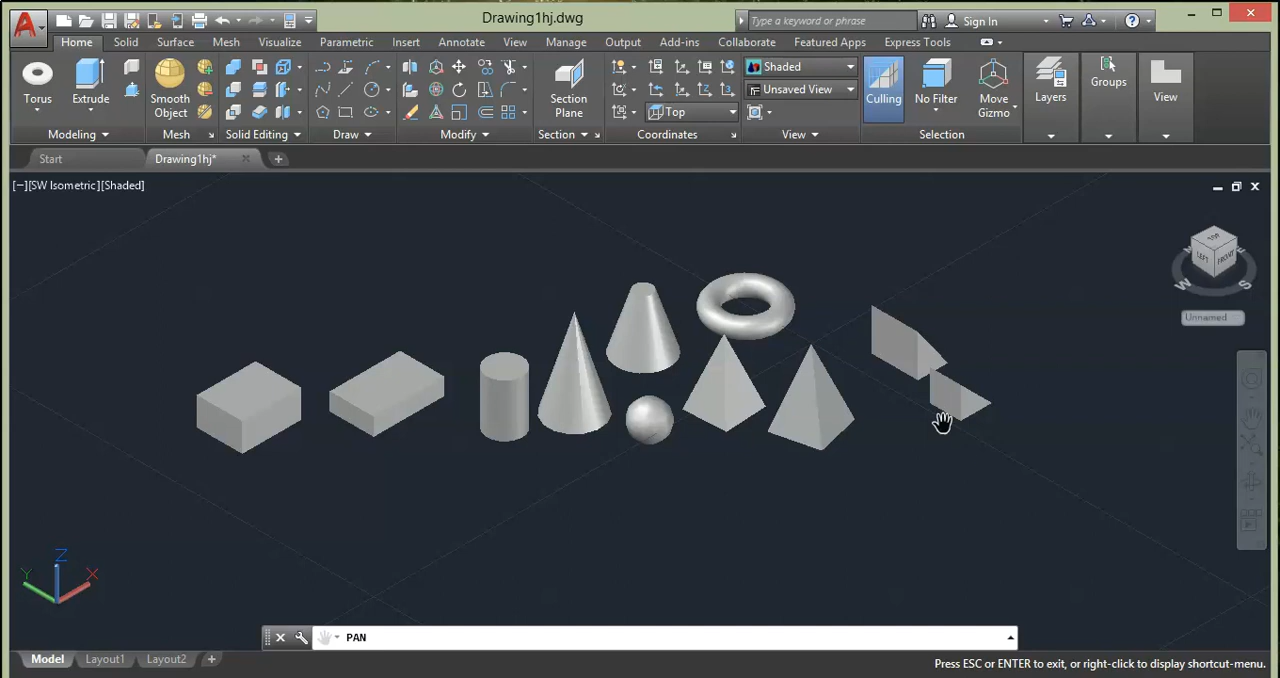 Drawing1hj.dwg
Type a keyword or phrase
Sign In
Home Solid Surface Mesh Visualize Parametric Insert Annotate View Manage Output Add-ins Collaborate Featured Apps Express Tools
Torus
Extrude
Smooth
Object
Section
Plane
Top
Shaded
Unsaved View
Culling
No Filter
Move
Gizmo
Layers
Groups
View
Modeling Mesh Solid Editing Draw Modify Section Coordinates View Selection
Start Drawing1hj*
[−][SW Isometric][Shaded]
TOP
LEFT FRONT
W S
Unnamed
Z
Y X
PAN
Model Layout1 Layout2
Press ESC or ENTER to exit, or right-click to display shortcut-menu.